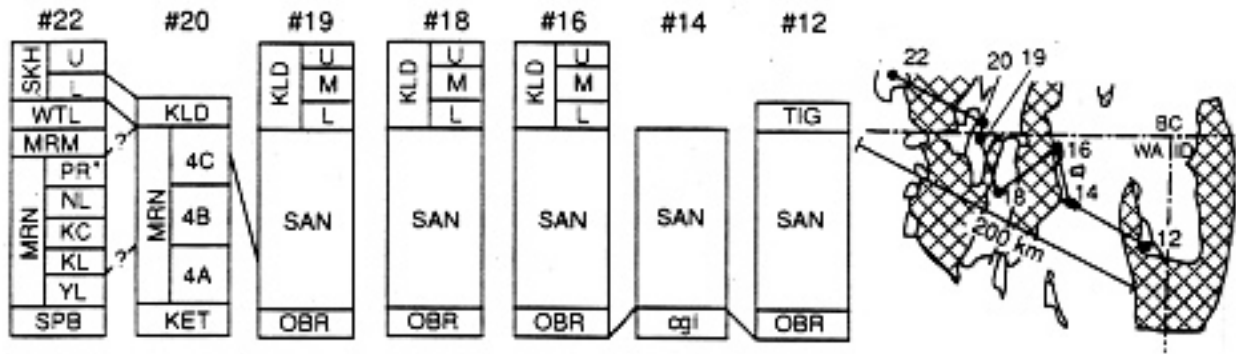 #22 #20 #19 #18 #16 #14 #12
SKH U L
WTL
MRM
MRN PR* NL KC KL YL
SPB
? ?
KLD
MRN 4C 4B 4A
KET
KLD U M L
SAN
OBR
KLD U M L
SAN
OBR
KLD U M L
SAN
OBR
SAN
cgi
TIG
SAN
OBR
22 20 19
BC
WA ID
16
18 14
12
200 km